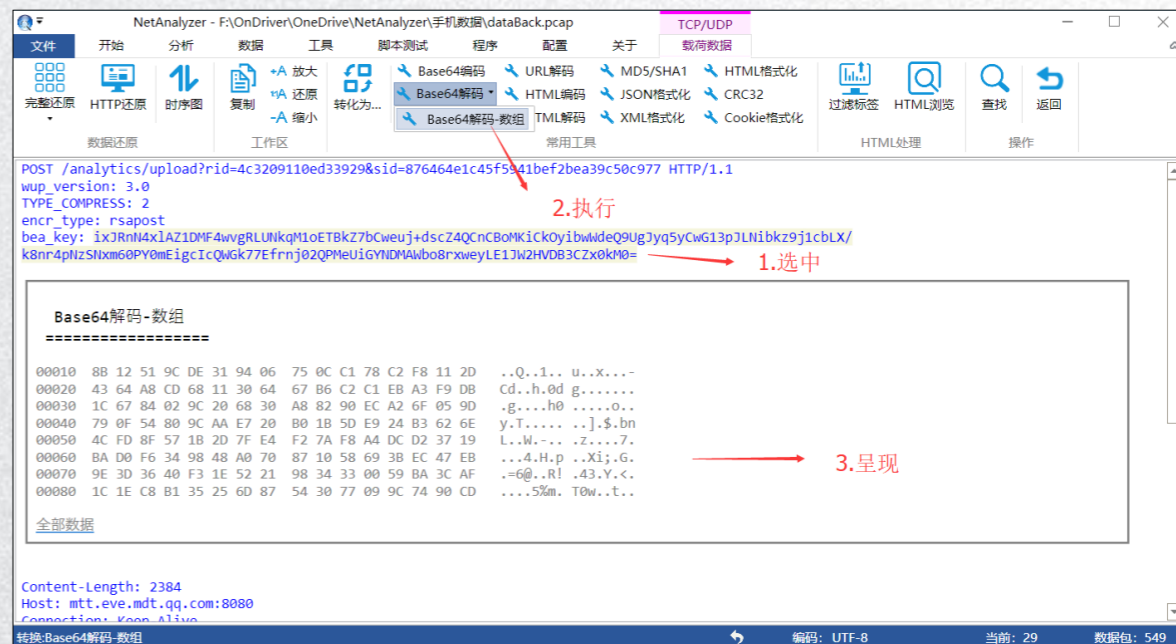 NetAnalyzer - F:\OnDriver\OneDrive\NetAnalyzer\手机数据\dataBack.pcap
TCP/UDP
文件 开始 分析 数据 工具 脚本测试 程序 配置 关于 载荷数据
+A 放大 Base64编码 URL解码 MD5/SHA1 HTML格式化
A 还原 Base64解码 HTML编码 JSON格式化 CRC32
完整还原 HTTP还原 时序图 复制 转化为... 过滤标签 HTML浏览 查找 返回
-A 缩小 Base64解码-数组 TML解码 XML格式化 Cookie格式化
数据还原 工作区 常用工具 HTML处理 操作
POST /analytics/upload?rid=4c3209110ed33929&sid=876464e1c45f5941bef2bea39c50c977 HTTP/1.1
wup_version: 3.0
TYPE_COMPRESS: 2
2.执行
encr_type: rsapost
bea_key: ixJRnN4xlAZ1DMF4wvgRLUNkqM1oETBkZ7bCweuj+dscZ4QCnCBoMKiCkOyibwWdeQ9UgJyq5yCwG13pJLNibkz9j1cbLX/
k8nr4pNzSNxm60PY0mEigcIcQWGk77Efrnj02QPMeUiGYNDMAWbo8rxweyLE1JW2HVDB3CZx0kM0=
1.选中
Base64解码-数组
==================
00010 8B 12 51 9C DE 31 94 06 75 0C C1 78 C2 F8 11 2D ..Q..1.. u..x...-
00020 43 64 A8 CD 68 11 30 64 67 B6 C2 C1 EB A3 F9 DB Cd..h.0d g.......
00030 1C 67 84 02 9C 20 68 30 A8 82 90 EC A2 6F 05 9D .g.... h0 .....o..
00040 79 0F 54 80 9C AA E7 20 B0 1B 5D E9 24 B3 62 6E y.T..... ..].$.bn
00050 4C FD 8F 57 1B 2D 7F E4 F2 7A F8 A4 DC D2 37 19 L..W.-.. .z....7.
00060 BA D0 F6 34 98 48 A0 70 87 10 58 69 3B EC 47 EB ...4.H.p ..Xi;.G.
00070 9E 3D 36 40 F3 1E 52 21 98 34 33 00 59 BA 3C AF .=6@..R! .43.Y.<.
00080 1C 1E C8 B1 35 25 6D 87 54 30 77 09 9C 74 90 CD ....5%m. T0w..t..
3.呈现
全部数据
Content-Length: 2384
Host: mtt.eve.mdt.qq.com:8080
Connection: Keep-Alive
转换:Base64解码-数组 编码: UTF-8 当前: 29 数据包: 549